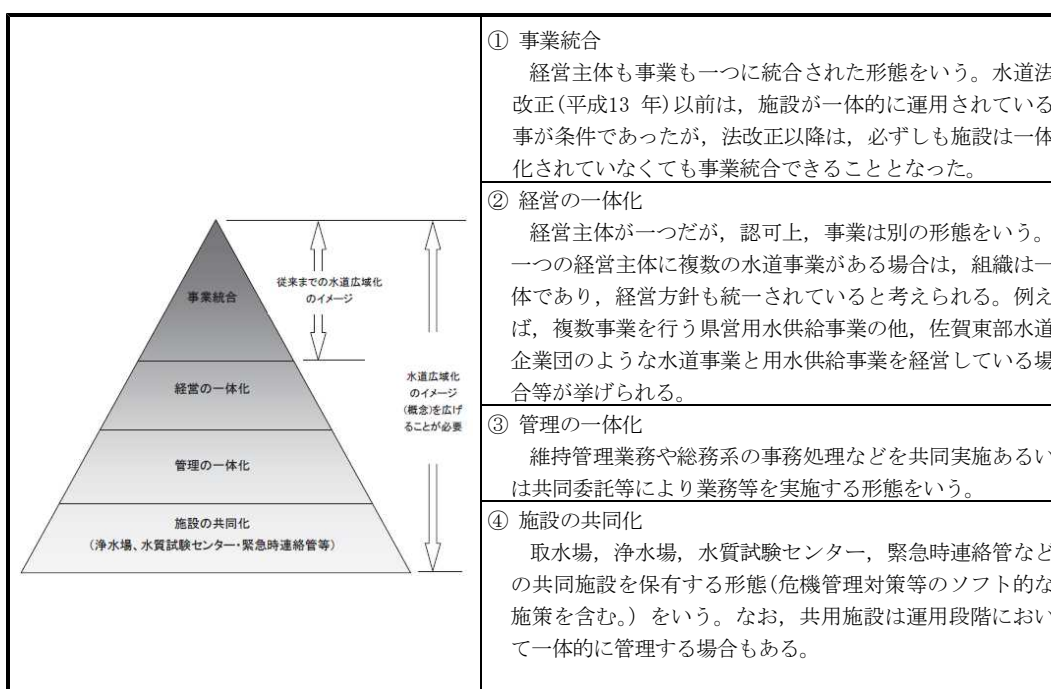 事業統合
経営の一体化
管理の一体化
施設の共同化
(浄水場、水質試験センター・緊急時連絡管等)
従来までの水道広域化
のイメージ
水道広域化
のイメージ
(概念)を広げ
ることが必要
① 事業統合
経営主体も事業も一つに統合された形態をいう。水道法
改正(平成13 年)以前は，施設が一体的に運用されている
事が条件であったが，法改正以降は，必ずしも施設は一体
化されていなくても事業統合できることとなった。
② 経営の一体化
経営主体が一つだが，認可上，事業は別の形態をいう。
一つの経営主体に複数の水道事業がある場合は，組織は一
体であり，経営方針も統一されていると考えられる。例え
ば，複数事業を行う県営用水供給事業の他，佐賀東部水道
企業団のような水道事業と用水供給事業を経営している場
合等が挙げられる。
③ 管理の一体化
維持管理業務や総務系の事務処理などを共同実施あるい
は共同委託等により業務等を実施する形態をいう。
④ 施設の共同化
取水場，浄水場，水質試験センター，緊急時連絡管など
の共同施設を保有する形態(危機管理対策等のソフト的な
施策を含む。) をいう。なお，共用施設は運用段階におい
て一体的に管理する場合もある。